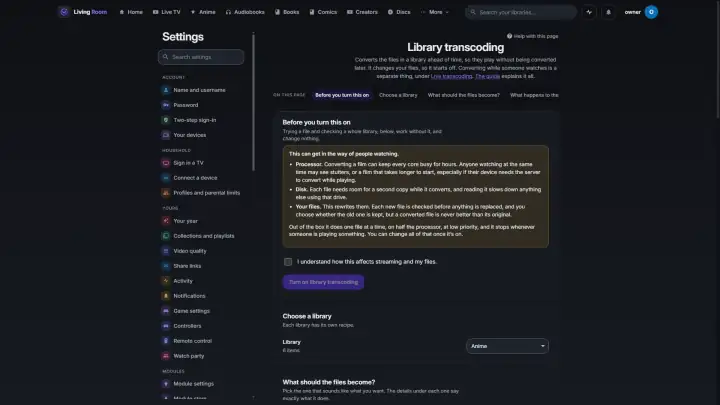 Living Room
Home
Live TV
Anime
Audiobooks
Books
Comics
Creators
Discs
More
Search your libraries...
owner
O
Settings
Search settings
ACCOUNT
Name and username
Password
Two-step sign-in
Your devices
HOUSEHOLD
Sign in a TV
Connect a device
Profiles and parental limits
YOURS
Your year
Collections and playlists
Video quality
Share links
Activity
Notifications
Game settings
Controllers
Remote control
Watch party
MODULES
Module settings
Module store
Help with this page
Library transcoding
Converts the files in a library ahead of time, so they play without being converted
later. It changes your files, so it starts off. Converting while someone watches is a
separate thing, under Live transcoding. The guide explains it all.
ON THIS PAGE
Before you turn this on
Choose a library
What should the files become?
What happens to the
Before you turn this on
Trying a file and checking a whole library, below, work without it, and
change nothing.
This can get in the way of people watching.
• Processor. Converting a film can keep every core busy for hours. Anyone watching at the same
time may see stutters, or a film that takes longer to start, especially if their device needs the server
to convert while playing.
• Disk. Each file needs room for a second copy while it converts, and reading it slows down anything
else using that drive.
• Your files. This rewrites them. Each new file is checked before anything is replaced, and you
choose whether the old one is kept, but a converted file is never better than its original.
Out of the box it does one file at a time, on half the processor, at low priority, and it stops whenever
someone is playing something. You can change all of that once it's on.
I understand how this affects streaming and my files.
Turn on library transcoding
Choose a library
Each library has its own recipe.
Library
6 items
Anime
What should the files become?
Pick the one that sounds like what you want. The details under each one say
exactly what it does.